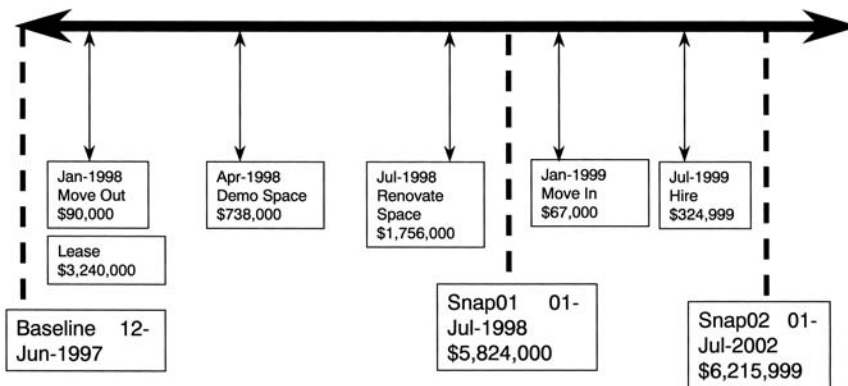 Jan-1998
Move Out
$90,000
Lease
$3,240,000
Apr-1998
Demo Space
$738,000
Jul-1998
Renovate
Space
$1,756,000
Jan-1999
Move In
$67,000
Jul-1999
Hire
$324,999
Baseline 12-
Jun-1997
Snap01 01-
Jul-1998
$5,824,000
Snap02 01-
Jul-2002
$6,215,999